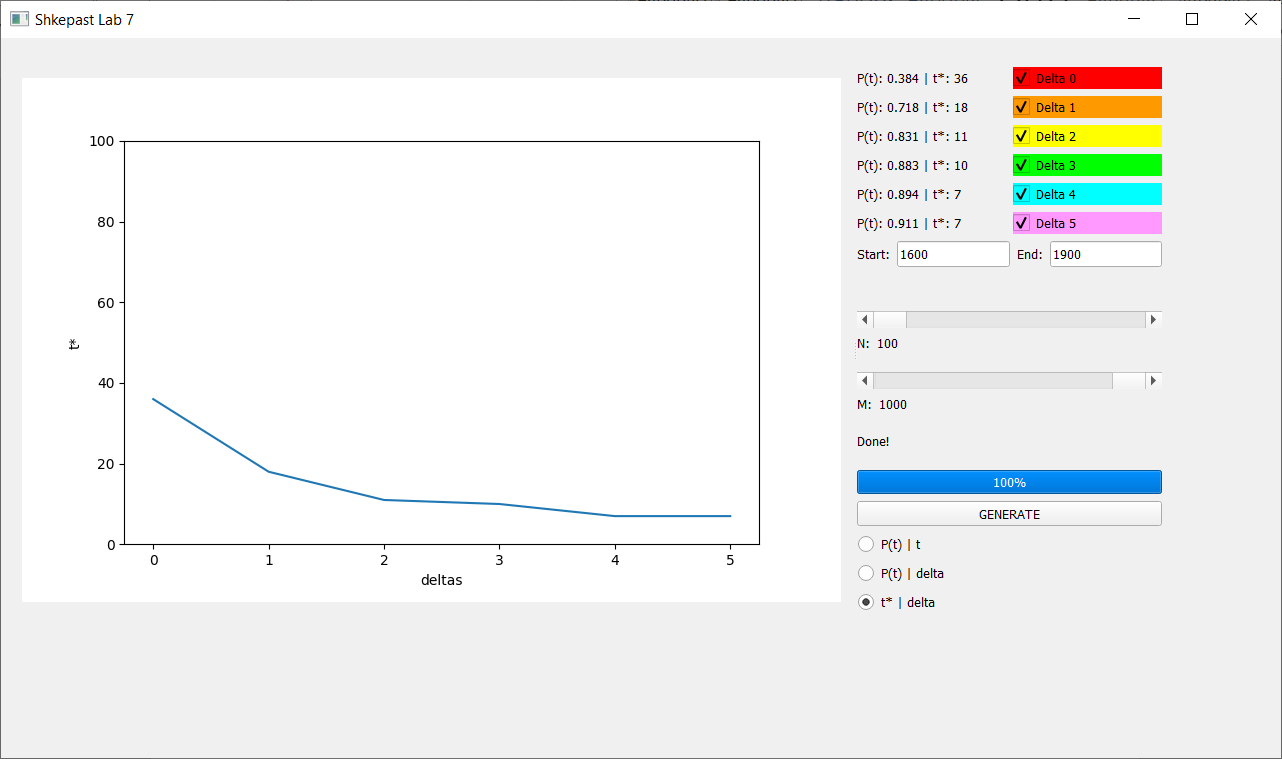 Shkepast Lab 7
100
80
60
40
20
0
t*
0 1 2 3 4 5
deltas
P(t): 0.384 | t*: 36 Delta 0
P(t): 0.718 | t*: 18 Delta 1
P(t): 0.831 | t*: 11 Delta 2
P(t): 0.883 | t*: 10 Delta 3
P(t): 0.894 | t*: 7 Delta 4
P(t): 0.911 | t*: 7 Delta 5
Start: 1600 End: 1900
N: 100
M: 1000
Done!
100%
GENERATE
P(t) | t
P(t) | delta
t* | delta